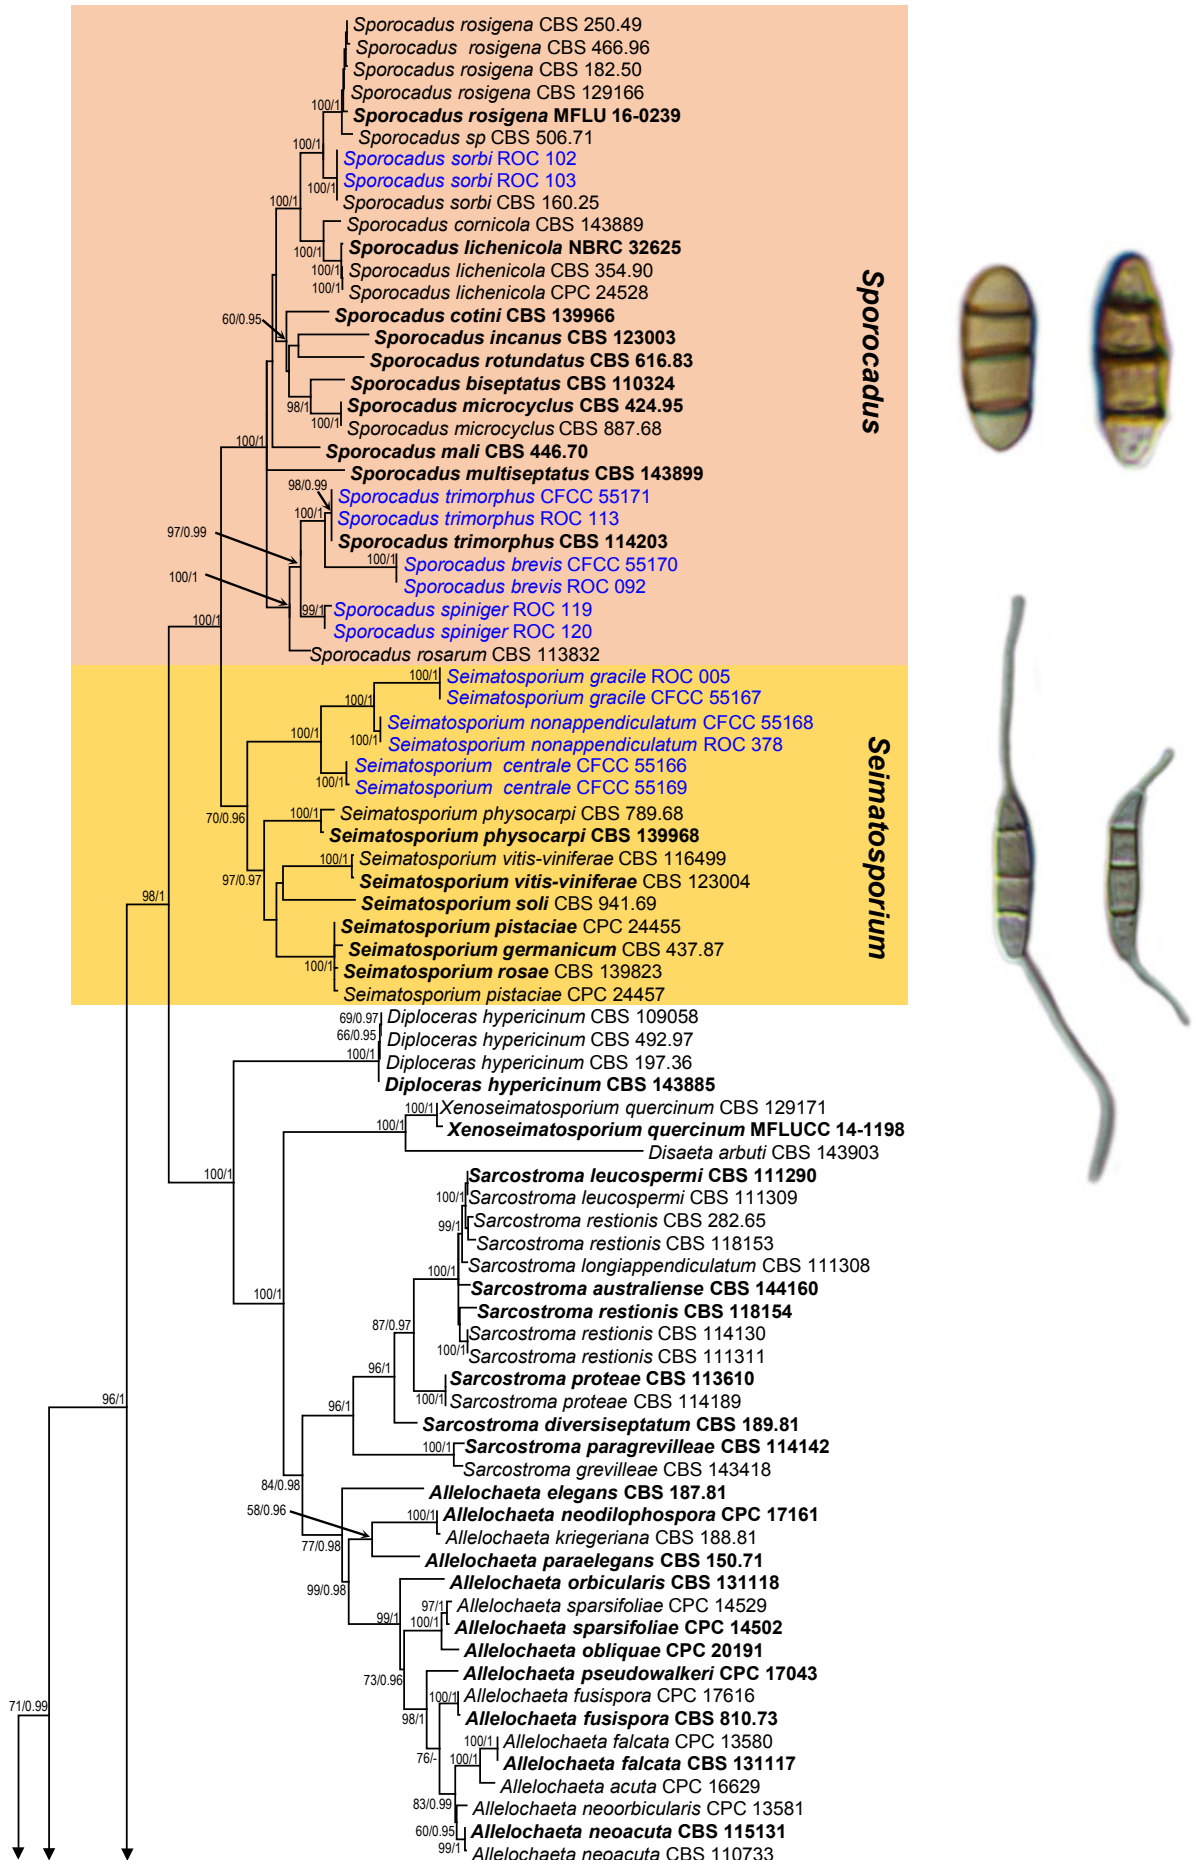 Sporocadus rosigena CBS 250.49
Sporocadus rosigena CBS 466.96
Sporocadus rosigena CBS 182.50
Sporocadus rosigena CBS 129166
100/1
Sporocadus rosigena MFLU 16-0239
Sporocadus sp CBS 506.71
100/1
Sporocadus sorbi ROC 102
Sporocadus sorbi ROC 103
100/1
Sporocadus sorbi CBS 160.25
100/1
Sporocadus cornicola CBS 143889
Sporocadus lichenicola NBRC 32625
100/1
100/1
Sporocadus lichenicola CBS 354.90
100/1
Sporocadus lichenicola CPC 24528
60/0.95
Sporocadus cotini CBS 139966
Sporocadus incanus CBS 123003
Sporocadus rotundatus CBS 616.83
Sporocadus biseptatus CBS 110324
98/1
Sporocadus microcyclus CBS 424.95
100/1
Sporocadus microcyclus CBS 887.68
100/1
Sporocadus mali CBS 446.70
Sporocadus multiseptatus CBS 143899
98/0.99
Sporocadus trimorphus CFCC 55171
100/1
Sporocadus trimorphus ROC 113
97/0.99
Sporocadus trimorphus CBS 114203
100/1
Sporocadus brevis CFCC 55170
100/1
Sporocadus brevis ROC 092
99/1
Sporocadus spiniger ROC 119
100/1
Sporocadus spiniger ROC 120
Sporocadus rosarum CBS 113832
Sporocadus
100/1
Seimatosporium gracile ROC 005
Seimatosporium gracile CFCC 55167
100/1
Seimatosporium nonappendiculatum CFCC 55168
100/1
100/1
Seimatosporium nonappendiculatum ROC 378
Seimatosporium centrale CFCC 55166
100/1
Seimatosporium centrale CFCC 55169
70/0.96
100/1
Seimatosporium physocarpi CBS 789.68
Seimatosporium physocarpi CBS 139968
100/1
Seimatosporium vitis-viniferae CBS 116499
97/0.97
Seimatosporium vitis-viniferae CBS 123004
98/1
Seimatosporium soli CBS 941.69
Seimatosporium pistaciae CPC 24455
Seimatosporium germanicum CBS 437.87
100/1
Seimatosporium rosae CBS 139823
Seimatosporium pistaciae CPC 24457
Seimatosporium
69/0.97
Diploceras hypericinum CBS 109058
66/0.95
Diploceras hypericinum CBS 492.97
100/1
Diploceras hypericinum CBS 197.36
Diploceras hypericinum CBS 143885
100/1
Xenoseimatosporium quercinum CBS 129171
100/1
Xenoseimatosporium quercinum MFLUCC 14-1198
Disaeta arbuti CBS 143903
100/1
Sarcostroma leucospermi CBS 111290
100/1
Sarcostroma leucospermi CBS 111309
99/1
Sarcostroma restionis CBS 282.65
Sarcostroma restionis CBS 118153
100/1
Sarcostroma longiappendiculatum CBS 111308
100/1
Sarcostroma australiense CBS 144160
Sarcostroma restionis CBS 118154
87/0.97
Sarcostroma restionis CBS 114130
100/1
Sarcostroma restionis CBS 111311
96/1
Sarcostroma proteae CBS 113610
96/1
100/1
Sarcostroma proteae CBS 114189
96/1
Sarcostroma diversiseptatum CBS 189.81
100/1
Sarcostroma paragrevilleae CBS 114142
Sarcostroma grevilleae CBS 143418
84/0.98
Allelochaeta elegans CBS 187.81
58/0.96
100/1
Allelochaeta neodilophospora CPC 17161
Allelochaeta kriegeriana CBS 188.81
77/0.98
Allelochaeta paraelegans CBS 150.71
99/0.98
Allelochaeta orbicularis CBS 131118
97/1
Allelochaeta sparsifoliae CPC 14529
99/1
100/1
Allelochaeta sparsifoliae CPC 14502
Allelochaeta obliquae CPC 20191
73/0.96
Allelochaeta pseudowalkeri CPC 17043
71/0.99
100/1
Allelochaeta fusispora CPC 17616
98/1
Allelochaeta fusispora CBS 810.73
100/1
Allelochaeta falcata CPC 13580
76/-
100/1
Allelochaeta falcata CBS 131117
Allelochaeta acuta CPC 16629
83/0.99
Allelochaeta neoorbicularis CPC 13581
60/0.95
Allelochaeta neoacuta CBS 115131
99/1
Allelochaeta neoacuta CBS 110733